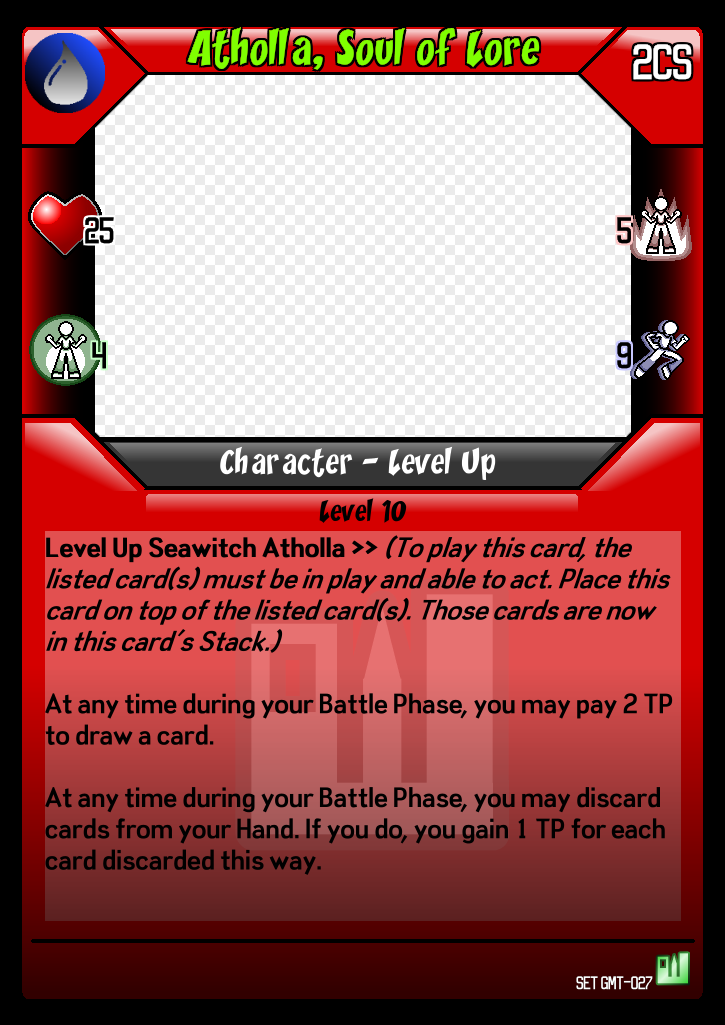 Atholla, Soul of Lore
2CS
25
5
4
9
Character - Level Up
Level 10
Level Up Seawitch Atholla >> (To play this card, the
listed card(s) must be in play and able to act. Place this
card on top of the listed card(s). Those cards are now
in this card's Stack.)
At any time during your Battle Phase, you may pay 2 TP
to draw a card.
At any time during your Battle Phase, you may discard
cards from your Hand. If you do, you gain 1 TP for each
card discarded this way.
SET GMT-027